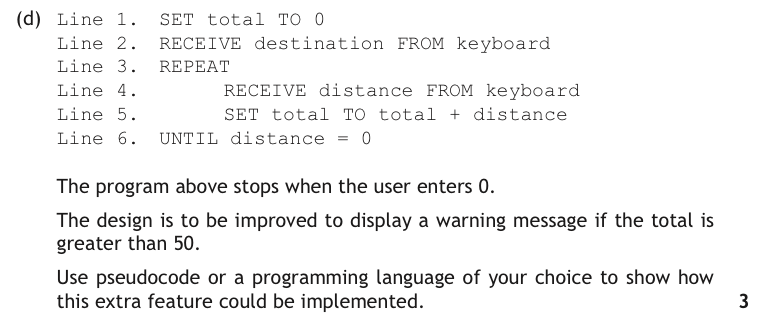 (d) Line 1. SET total TO 0
Line 2. RECEIVE destination FROM keyboard
Line 3. REPEAT
Line 4. RECEIVE distance FROM keyboard
Line 5. SET total TO total + distance
Line 6. UNTIL distance = 0
The program above stops when the user enters 0.
The design is to be improved to display a warning message if the total is
greater than 50.
Use pseudocode or a programming language of your choice to show how
this extra feature could be implemented. 3